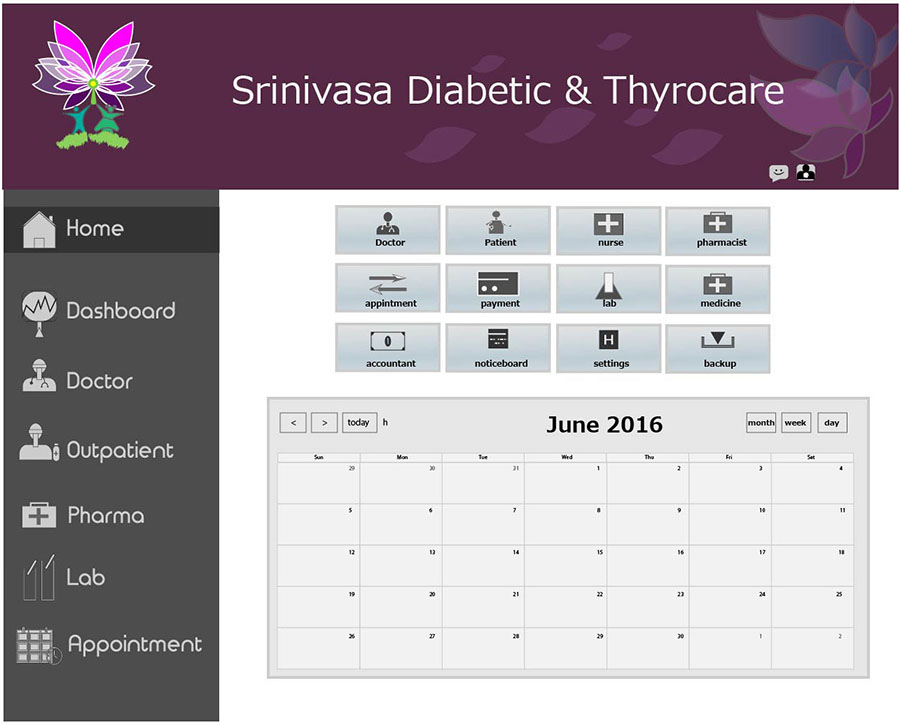 Srinivasa Diabetic & Thyrocare
Home
Dashboard
Doctor
Outpatient
Pharma
Lab
Appointment
Doctor Patient nurse pharmacist
appintment payment lab medicine
0
accountant noticeboard H settings backup
< > today h June 2016 month week day
Sun Mon Tue Wed Thu Fri Sat
29 30 31 1 2 3 4
5 6 7 8 9 10 11
12 13 14 15 16 17 18
19 20 21 22 23 24 25
26 27 28 29 30 1 2